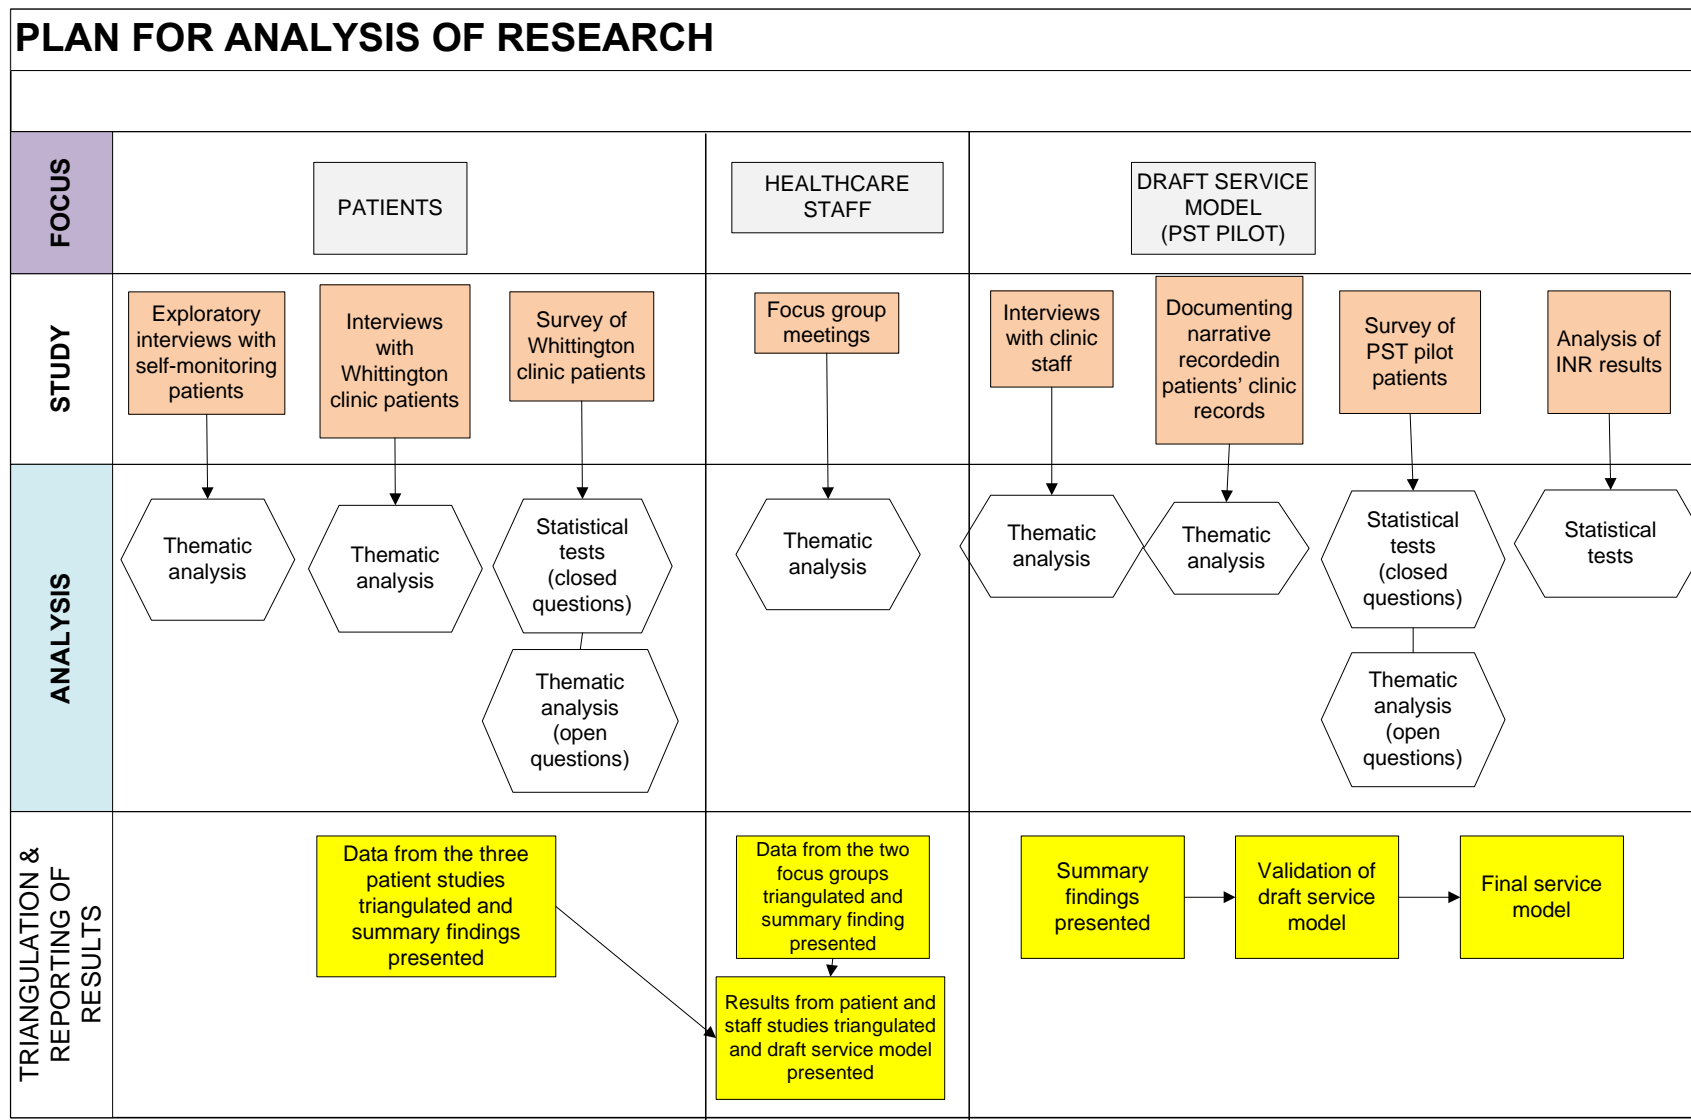 PLAN FOR ANALYSIS OF RESEARCH
FOCUS
PATIENTS
HEALTHCARE
STAFF
DRAFT SERVICE
MODEL
(PST PILOT)
STUDY
Exploratory
interviews with
self-monitoring
patients
Interviews
with
Whittington
clinic patients
Survey of
Whittington
clinic patients
Focus group
meetings
Interviews
with clinic
staff
Documenting
narrative
recordedin
patients’ clinic
records
Survey of
PST pilot
patients
Analysis of
INR results
ANALYSIS
Thematic
analysis
Thematic
analysis
Statistical
tests
(closed
questions)
Thematic
analysis
(open
questions)
Thematic
analysis
Thematic
analysis
Thematic
analysis
Statistical
tests
(closed
questions)
Thematic
analysis
(open
questions)
Statistical
tests
TRIANGULATION &
REPORTING OF
RESULTS
Data from the three
patient studies
triangulated and
summary findings
presented
Data from the two
focus groups
triangulated and
summary finding
presented
Results from patient and
staff studies triangulated
and draft service model
presented
Summary
findings
presented
Validation of
draft service
model
Final service
model